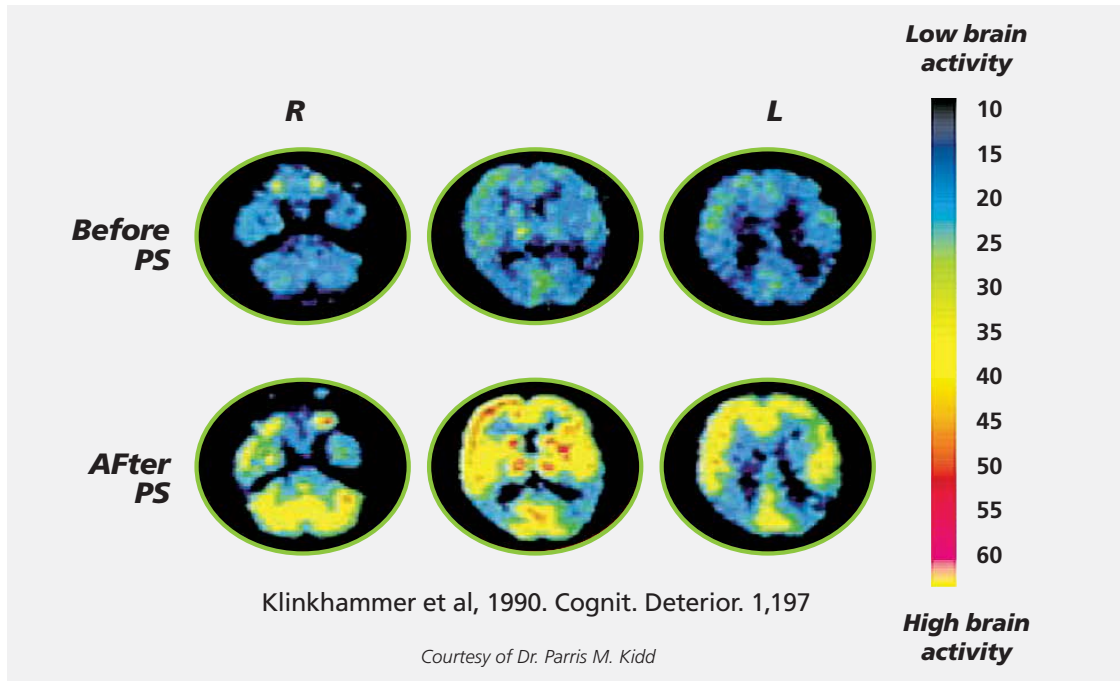 Low brain
activity
R
L
10
15
20
25
30
35
40
45
50
55
60
Before
PS
AFter
PS
Klinkhammer et al, 1990. Cognit. Deterior. 1,197
Courtesy of Dr. Parris M. Kidd
High brain
activity